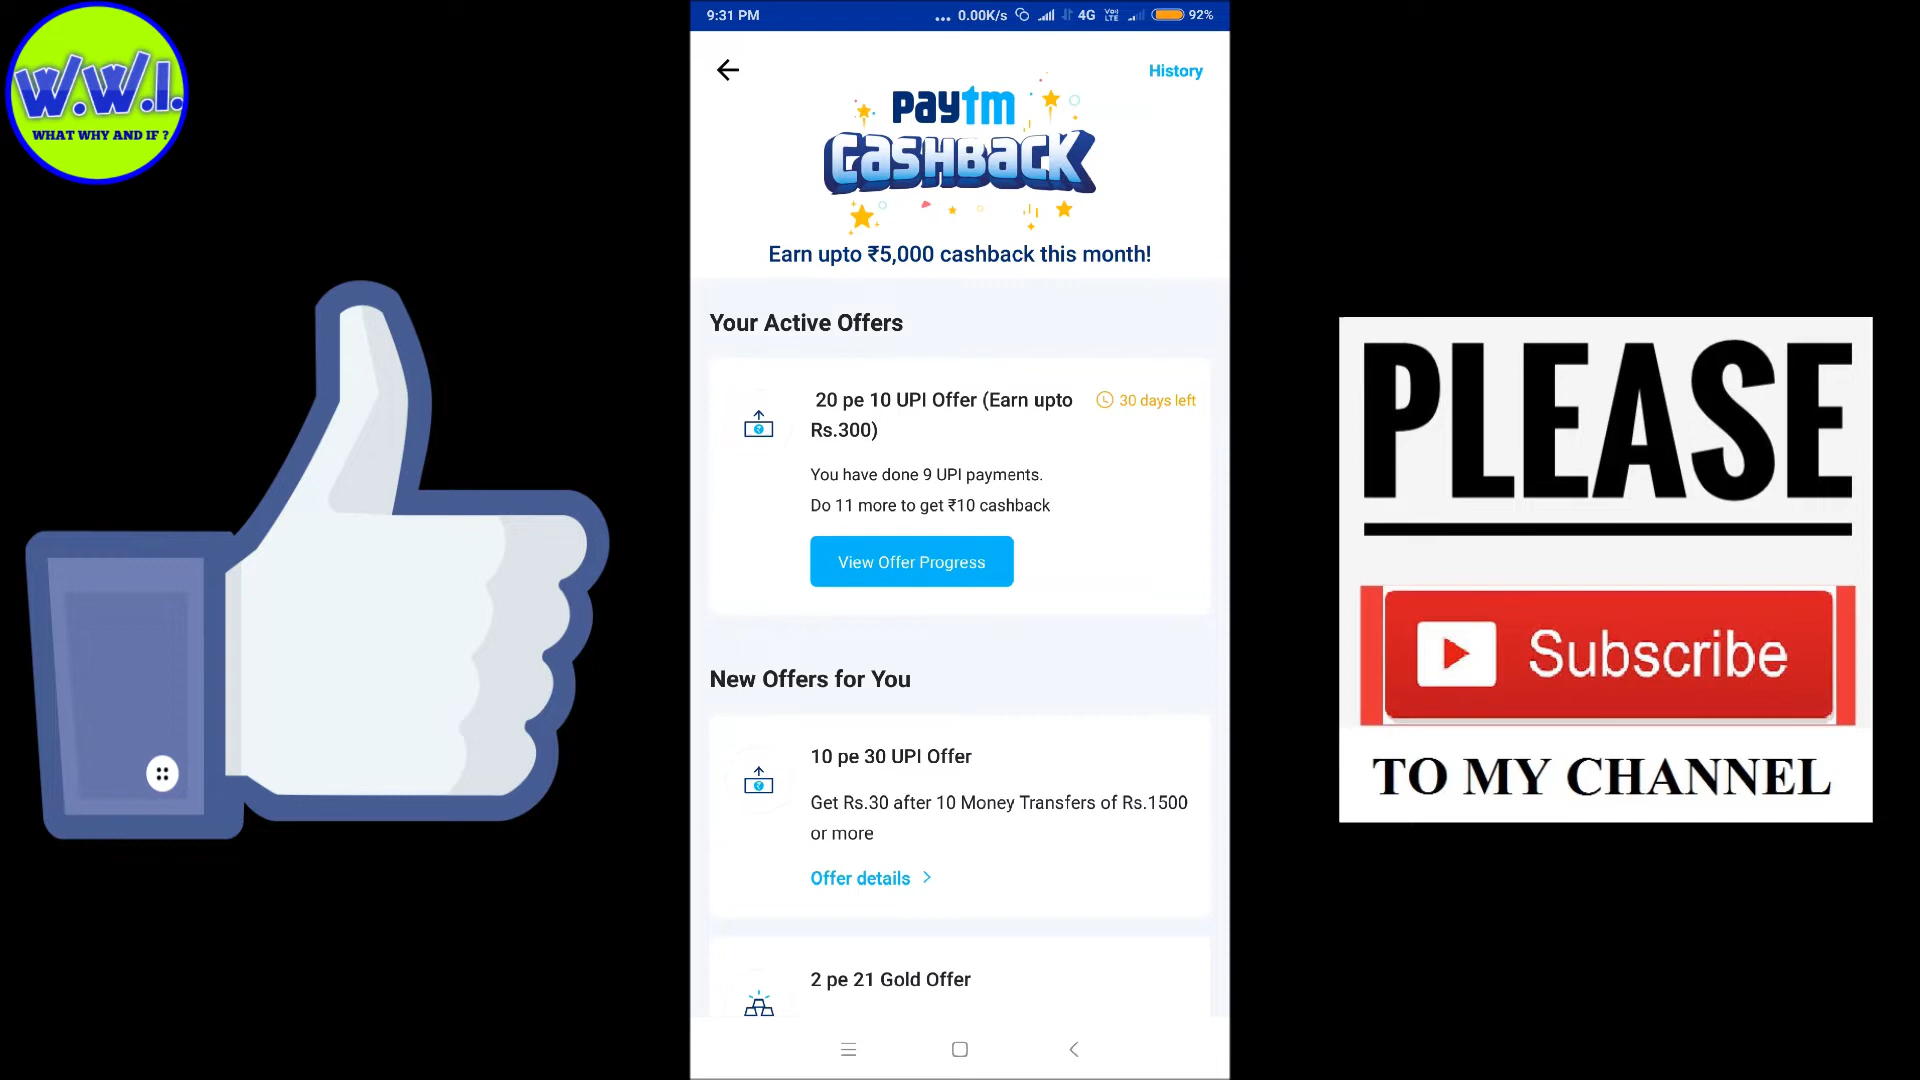 W.W.I.
WHAT WHY AND IF ?
9:31 PM
... 0.00K/s 4G VoLTE 92%
History
paytm
CASHBACK
Earn upto ₹5,000 cashback this month!
Your Active Offers
20 pe 10 UPI Offer (Earn upto
Rs.300)
30 days left
You have done 9 UPI payments.
Do 11 more to get ₹10 cashback
View Offer Progress
New Offers for You
10 pe 30 UPI Offer
Get Rs.30 after 10 Money Transfers of Rs.1500
or more
Offer details
2 pe 21 Gold Offer
PLEASE
Subscribe
TO MY CHANNEL